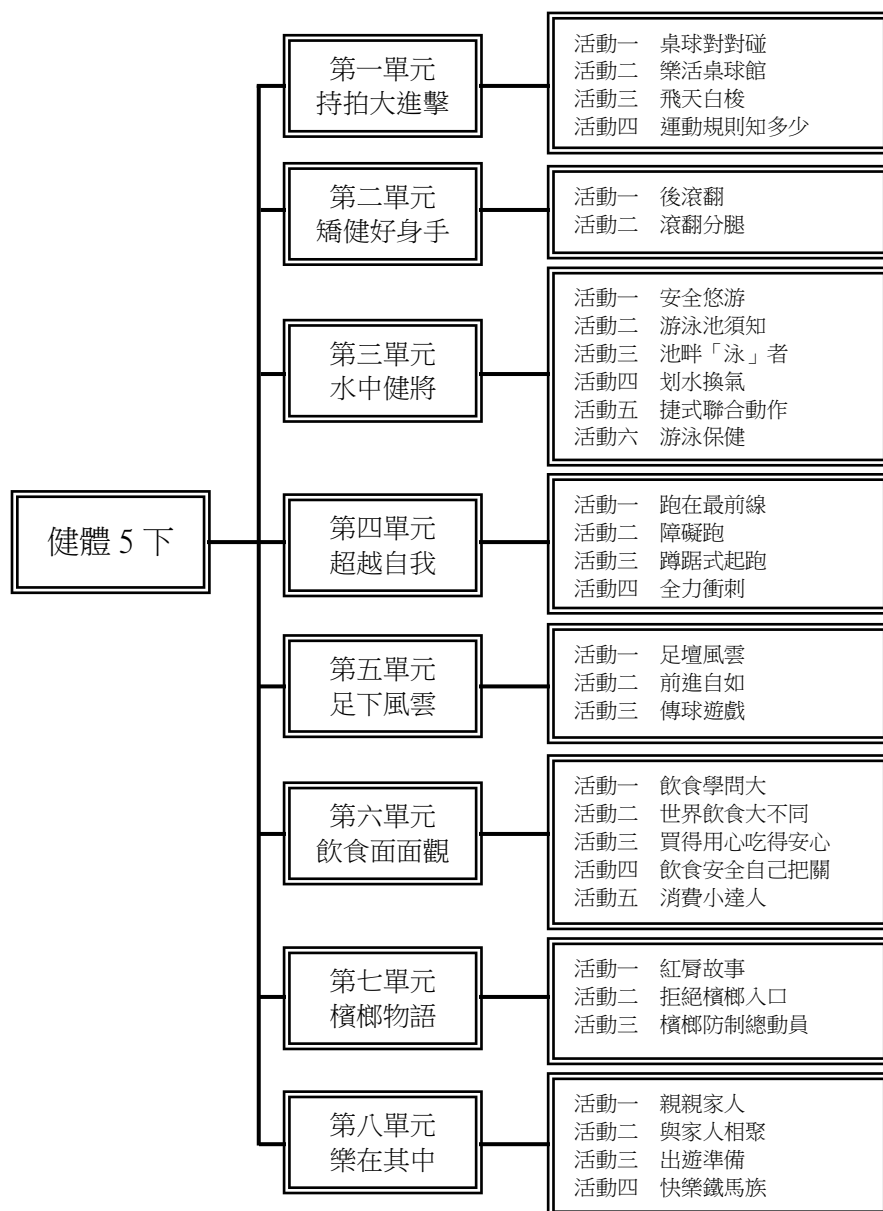 健體 5 下
第一單元
持拍大進擊
活動一 桌球對對碰
活動二 樂活桌球館
活動三 飛天白梭
活動四 運動規則知多少
第二單元
矯健好身手
活動一 後滾翻
活動二 滾翻分腿
第三單元
水中健將
活動一 安全悠游
活動二 游泳池須知
活動三 池畔「泳」者
活動四 划水換氣
活動五 捷式聯合動作
活動六 游泳保健
第四單元
超越自我
活動一 跑在最前線
活動二 障礙跑
活動三 蹲踞式起跑
活動四 全力衝刺
第五單元
足下風雲
活動一 足壇風雲
活動二 前進自如
活動三 傳球遊戲
第六單元
飲食面面觀
活動一 飲食學問大
活動二 世界飲食大不同
活動三 買得用心吃得安心
活動四 飲食安全自己把關
活動五 消費小達人
第七單元
檳榔物語
活動一 紅脣故事
活動二 拒絕檳榔入口
活動三 檳榔防制總動員
第八單元
樂在其中
活動一 親親家人
活動二 與家人相聚
活動三 出遊準備
活動四 快樂鐵馬族